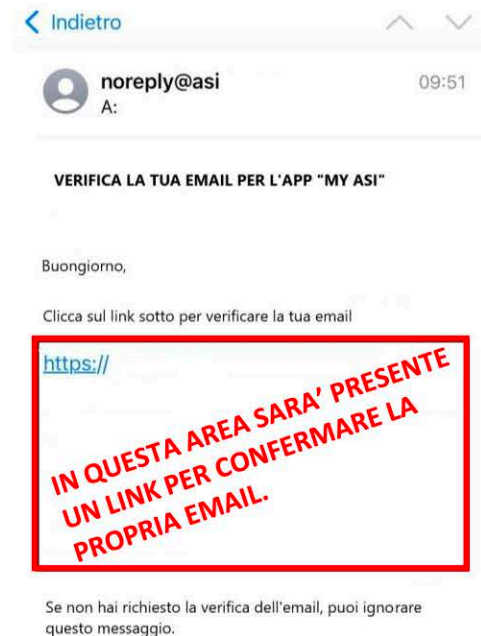 Indietro
noreply@asi
09:51
A:
VERIFICA LA TUA EMAIL PER L'APP "MY ASI"
Buongiorno,
Clicca sul link sotto per verificare la tua email
https://
IN QUESTA AREA SARA’ PRESENTE
UN LINK PER CONFERMARE LA
PROPRIA EMAIL.
Se non hai richiesto la verifica dell'email, puoi ignorare
questo messaggio.